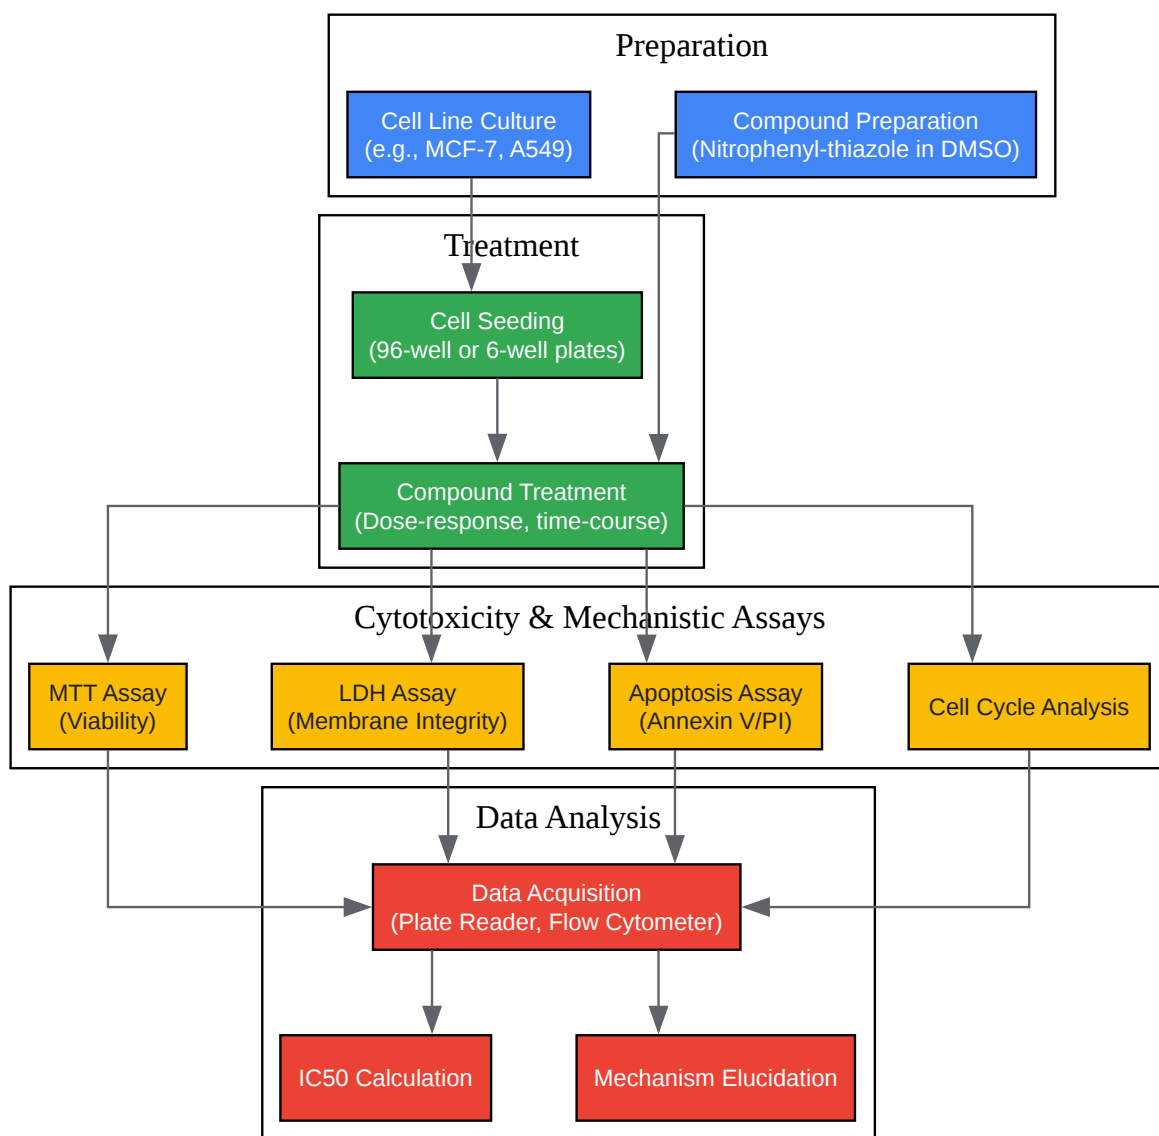 Preparation
Cell Line Culture
(e.g., MCF-7, A549)
Compound Preparation
(Nitrophenyl-thiazole in DMSO)
Treatment
Cell Seeding
(96-well or 6-well plates)
Compound Treatment
(Dose-response, time-course)
Cytotoxicity & Mechanistic Assays
MTT Assay
(Viability)
LDH Assay
(Membrane Integrity)
Apoptosis Assay
(Annexin V/PI)
Cell Cycle Analysis
Data Analysis
Data Acquisition
(Plate Reader, Flow Cytometer)
IC50 Calculation
Mechanism Elucidation